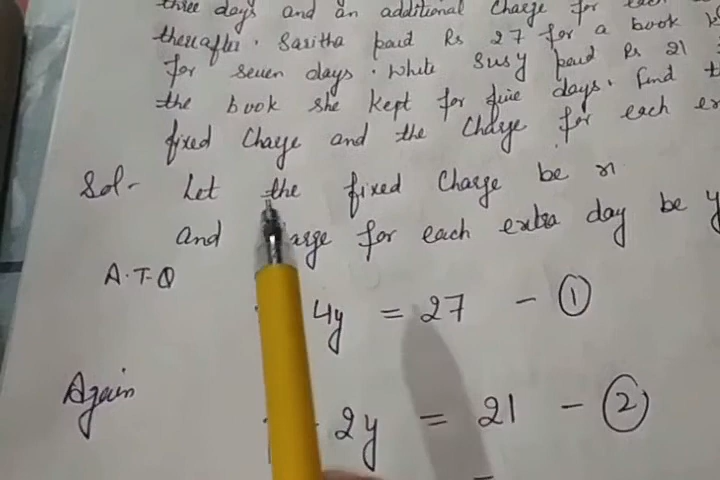 three days and an additional charge for each
thereafter. Saritha paid Rs 27 for a book
for seven days. While Susy paid Rs 21
the book she kept for five days. Find
fixed Charge and the Charge for each
Sol- Let the fixed Charge be x
and for each extra day be y
A.T.Q
4y = 27 - ①
Again
2y = 21 - ②